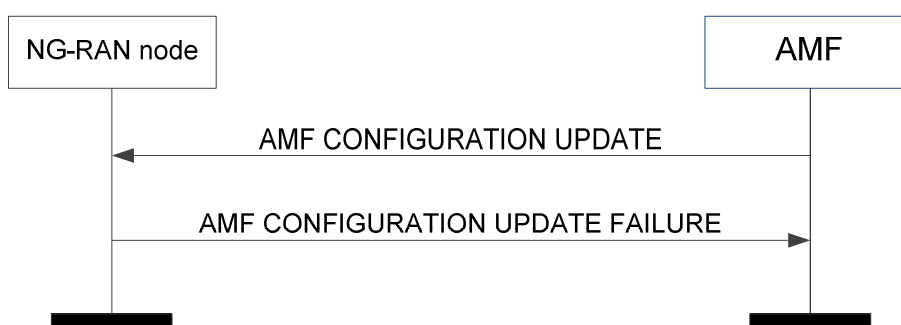 NG-RAN node
AMF
AMF CONFIGURATION UPDATE
AMF CONFIGURATION UPDATE FAILURE